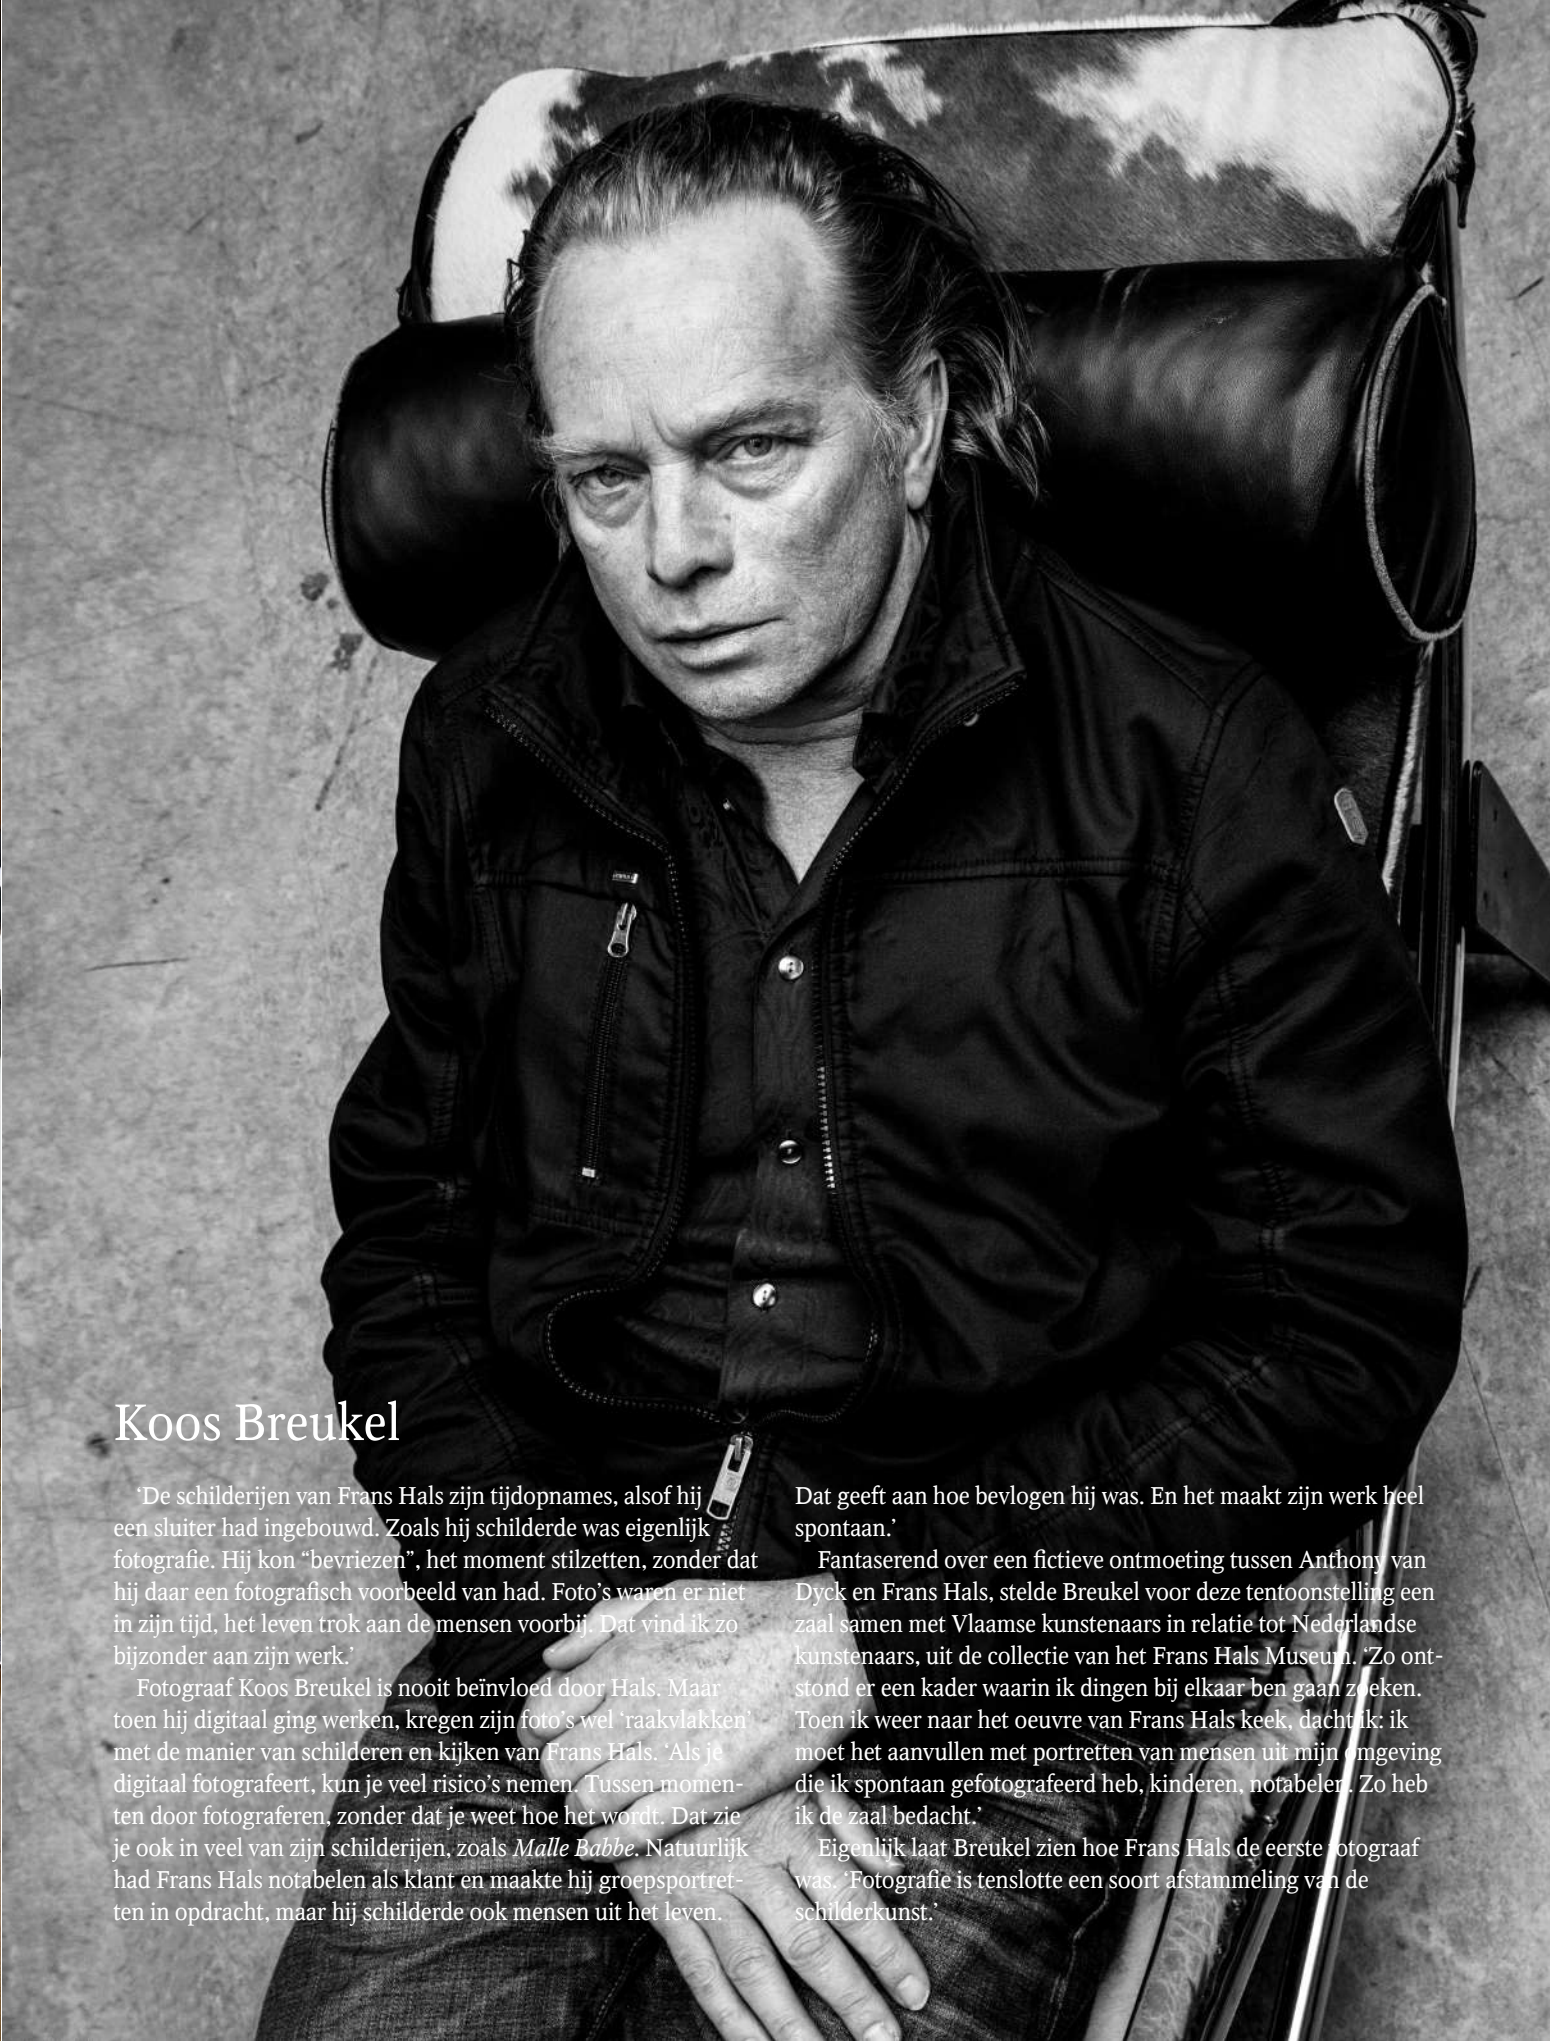 Koos Breukel
‘De schilderijen van Frans Hals zijn tijdopnames, alsof hij
een sluiter had ingebouwd. Zoals hij schilderde was eigenlijk
fotografie. Hij kon “bevriezen”, het moment stilzetten, zonder dat
hij daar een fotografisch voorbeeld van had. Foto’s waren er niet
in zijn tijd, het leven trok aan de mensen voorbij. Dat vind ik zo
bijzonder aan zijn werk.’
Fotograaf Koos Breukel is nooit beïnvloed door Hals. Maar
toen hij digitaal ging werken, kregen zijn foto’s wel ‘raakvlakken’
met de manier van schilderen en kijken van Frans Hals. ‘Als je
digitaal fotografeert, kun je veel risico’s nemen. Tussen momen-
ten door fotograferen, zonder dat je weet hoe het wordt. Dat zie
je ook in veel van zijn schilderijen, zoals Malle Babbe. Natuurlijk
had Frans Hals notabelen als klant en maakte hij groepsportret-
ten in opdracht, maar hij schilderde ook mensen uit het leven.
Dat geeft aan hoe bevlogen hij was. En het maakt zijn werk heel
spontaan.’
Fantaserend over een fictieve ontmoeting tussen Anthony van
Dyck en Frans Hals, stelde Breukel voor deze tentoonstelling een
zaal samen met Vlaamse kunstenaars in relatie tot Nederlandse
kunstenaars, uit de collectie van het Frans Hals Museum. ‘Zo ont-
stond er een kader waarin ik dingen bij elkaar ben gaan zoeken.
Toen ik weer naar het oeuvre van Frans Hals keek, dacht ik: ik
moet het aanvullen met portretten van mensen uit mijn omgeving
die ik spontaan gefotografeerd heb, kinderen, notabelen. Zo heb
ik de zaal bedacht.’
Eigenlijk laat Breukel zien hoe Frans Hals de eerste fotograaf
was. ‘Fotografie is tenslotte een soort afstammeling van de
schilderkunst.’